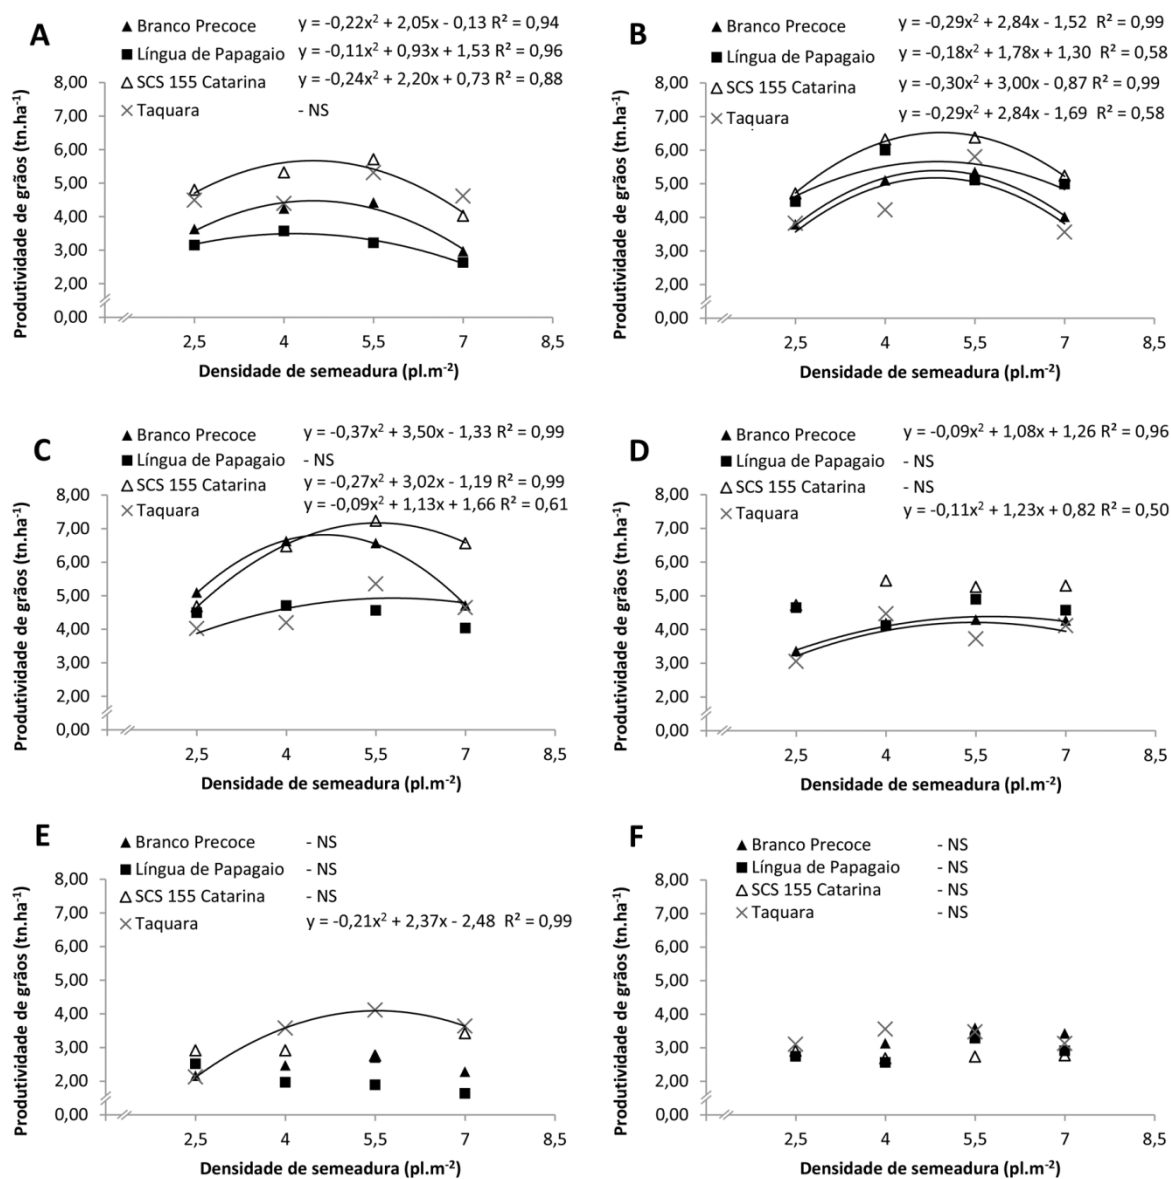 A
▲ Branco Precoce y = -0,22x² + 2,05x - 0,13 R² = 0,94
■ Língua de Papagaio y = -0,11x² + 0,93x + 1,53 R² = 0,96
△ SCS 155 Catarina y = -0,24x² + 2,20x + 0,73 R² = 0,88
× Taquara - NS
Produtividade de grãos (tn.ha⁻¹)
8,00
7,00
6,00
5,00
4,00
3,00
2,00
0,00
2,5 4 5,5 7 8,5
Densidade de semeadura (pl.m⁻²)
B
▲ Branco Precoce y = -0,29x² + 2,84x - 1,52 R² = 0,99
■ Língua de Papagaio y = -0,18x² + 1,78x + 1,30 R² = 0,58
△ SCS 155 Catarina y = -0,30x² + 3,00x - 0,87 R² = 0,99
× Taquara y = -0,29x² + 2,84x - 1,69 R² = 0,58
Produtividade de grãos (tn.ha⁻¹)
8,00
7,00
6,00
5,00
4,00
3,00
2,00
0,00
2,5 4 5,5 7 8,5
Densidade de semeadura (pl.m⁻²)
C
▲ Branco Precoce y = -0,37x² + 3,50x - 1,33 R² = 0,99
■ Língua de Papagaio - NS
△ SCS 155 Catarina y = -0,27x² + 3,02x - 1,19 R² = 0,99
× Taquara y = -0,09x² + 1,13x + 1,66 R² = 0,61
Produtividade de grãos (tn.ha⁻¹)
8,00
7,00
6,00
5,00
4,00
3,00
2,00
0,00
2,5 4 5,5 7 8,5
Densidade de semeadura (pl.m⁻²)
D
▲ Branco Precoce y = -0,09x² + 1,08x + 1,26 R² = 0,96
■ Língua de Papagaio - NS
△ SCS 155 Catarina - NS
× Taquara y = -0,11x² + 1,23x + 0,82 R² = 0,50
Produtividade de grãos (tn.ha⁻¹)
8,00
7,00
6,00
5,00
4,00
3,00
2,00
0,00
2,5 4 5,5 7 8,5
Densidade de semeadura (pl.m⁻²)
E
▲ Branco Precoce - NS
■ Língua de Papagaio - NS
△ SCS 155 Catarina - NS
× Taquara y = -0,21x² + 2,37x - 2,48 R² = 0,99
Produtividade de grãos (tn.ha⁻¹)
8,00
7,00
6,00
5,00
4,00
3,00
2,00
0,00
2,5 4 5,5 7 8,5
Densidade de semeadura (pl.m⁻²)
F
▲ Branco Precoce - NS
■ Língua de Papagaio - NS
△ SCS 155 Catarina - NS
× Taquara - NS
Produtividade de grãos (tn.ha⁻¹)
8,00
7,00
6,00
5,00
4,00
3,00
2,00
0,00
2,5 4 5,5 7 8,5
Densidade de semeadura (pl.m⁻²)